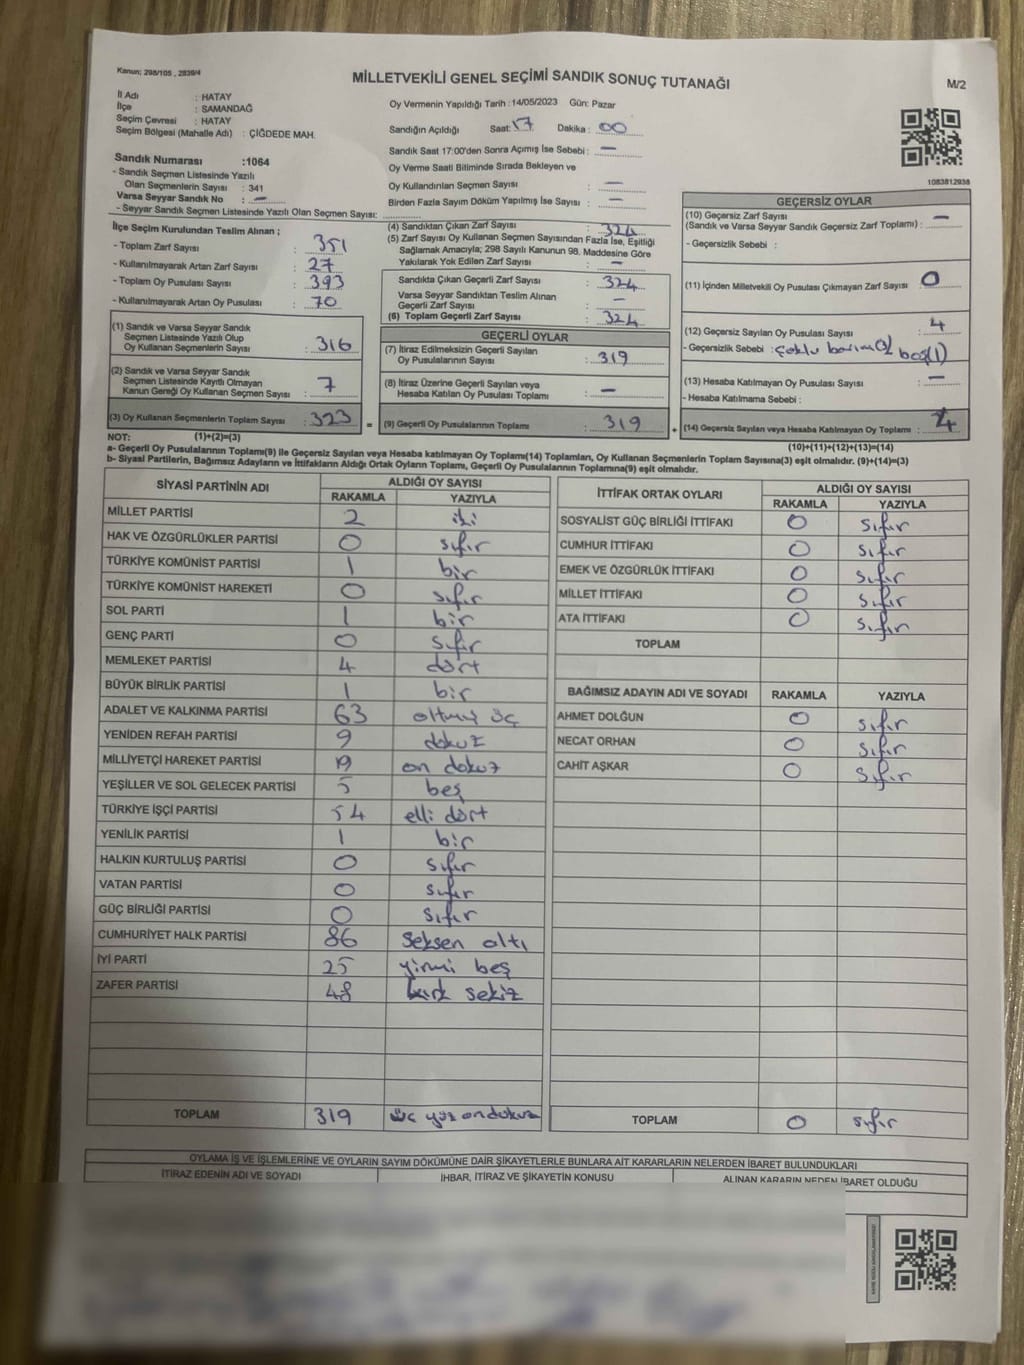 Kanun; 298/105 , 2839/4
MİLLETVEKİLİ GENEL SEÇİMİ SANDIK SONUÇ TUTANAĞI
M/2
İl Adı : HATAY
İlçe : SAMANDAĞ
Seçim Çevresi : HATAY
Seçim Bölgesi (Mahalle Adı) : ÇİĞDEDE MAH.
Sandık Numarası :1064
- Sandık Seçmen Listesinde Yazılı
Olan Seçmenlerin Sayısı : 341
Varsa Seyyar Sandık No : —
- Seyyar Sandık Seçmen Listesinde Yazılı Olan Seçmen Sayısı:
Oy Vermenin Yapıldığı Tarih : 14/05/2023 Gün: Pazar
Sandığın Açıldığı Saat: 17 Dakika : 00
Sandık Saat 17:00'den Sonra Açımış İse Sebebi : —
Oy Verme Saati Bitiminde Sırada Bekleyen ve
Oy Kullandırılan Seçmen Sayısı : —
Birden Fazla Sayım Döküm Yapılmış İse Sayısı : —
1083812938
İlçe Seçim Kurulundan Teslim Alınan ;
- Toplam Zarf Sayısı : 351
- Kullanılmayarak Artan Zarf Sayısı : 27
- Toplam Oy Pusulası Sayısı : 393
- Kullanılmayarak Artan Oy Pusulası : 70
(1) Sandık ve Varsa Seyyar Sandık
Seçmen Listesinde Yazılı Olup
Oy Kullanan Seçmenlerin Sayısı : 316
(2) Sandık ve Varsa Seyyar Sandık
Seçmen Listesinde Kayıtlı Olmayan
Kanun Gereği Oy Kullanan Seçmen Sayısı : 7
(3) Oy Kullanan Seçmenlerin Toplam Sayısı : 323
(4) Sandıktan Çıkan Zarf Sayısı : 324
(5) Zarf Sayısı Oy Kullanan Seçmen Sayısından Fazla İse, Eşitliği
Sağlamak Amacıyla; 298 Sayılı Kanunun 98. Maddesine Göre
Yakılarak Yok Edilen Zarf Sayısı : —
Sandıkta Çıkan Geçerli Zarf Sayısı : 324
Varsa Seyyar Sandıktan Teslim Alınan
Geçerli Zarf Sayısı : —
(6) Toplam Geçerli Zarf Sayısı : 324
GEÇERLİ OYLAR
(7) İtiraz Edilmeksizin Geçerli Sayılan
Oy Pusulalarının Sayısı : 319
(8) İtiraz Üzerine Geçerli Sayılan veya
Hesaba Katılan Oy Pusulası Toplamı : —
= (9) Geçerli Oy Pusulalarının Toplamı : 319
GEÇERSİZ OYLAR
(10) Geçersiz Zarf Sayısı
(Sandık ve Varsa Seyyar Sandık Geçersiz Zarf Toplamı) : —
- Geçersizlik Sebebi :
(11) İçinden Milletvekili Oy Pusulası Çıkmayan Zarf Sayısı : 0
(12) Geçersiz Sayılan Oy Pusulası Sayısı : 4
- Geçersizlik Sebebi : çoklu basım(3) boş(1)
(13) Hesaba Katılmayan Oy Pusulası Sayısı : —
- Hesaba Katılmama Sebebi :
+ (14) Geçersiz Sayılan veya Hesaba Katılmayan Oy Toplamı : 4
NOT: (1)+(2)=(3)
(10)+(11)+(12)+(13)=(14)
a- Geçerli Oy Pusulasının Toplamı(9) ile Geçersiz Sayılan veya Hesaba katılmayan Oy Toplamı(14) Toplamları, Oy Kullanan Seçmenlerin Toplam Sayısına(3) eşit olmalıdır. (9)+(14)=(3)
b- Siyasi Partilerin, Bağımsız Adayların ve İttifakların Aldığı Ortak Oyların Toplamı, Geçerli Oy Pusulalarının Toplamına(9) eşit olmalıdır.
SİYASİ PARTİNİN ADI ALDIĞI OY SAYISI
RAKAMLA YAZIYLA
MİLLET PARTİSİ 2 iki
HAK VE ÖZGÜRLÜKLER PARTİSİ 0 sıfır
TÜRKİYE KOMÜNİST PARTİSİ 1 bir
TÜRKİYE KOMÜNİST HAREKETİ 0 sıfır
SOL PARTİ 1 bir
GENÇ PARTİ 0 sıfır
MEMLEKET PARTİSİ 4 dört
BÜYÜK BİRLİK PARTİSİ 1 bir
ADALET VE KALKINMA PARTİSİ 63 altmış üç
YENİDEN REFAH PARTİSİ 9 dokuz
MİLLİYETÇİ HAREKET PARTİSİ 19 on dokuz
YEŞİLLER VE SOL GELECEK PARTİSİ 5 beş
TÜRKİYE İŞÇİ PARTİSİ 54 elli dört
YENİLİK PARTİSİ 1 bir
HALKIN KURTULUŞ PARTİSİ 0 sıfır
VATAN PARTİSİ 0 sıfır
GÜÇ BİRLİĞİ PARTİSİ 0 sıfır
CUMHURİYET HALK PARTİSİ 86 seksen altı
İYİ PARTİ 25 yirmi beş
ZAFER PARTİSİ 48 kırk sekiz
TOPLAM 319 üç yüz ondokuz
İTTİFAK ORTAK OYLARI ALDIĞI OY SAYISI
RAKAMLA YAZIYLA
SOSYALİST GÜÇ BİRLİĞİ İTTİFAKI 0 sıfır
CUMHUR İTTİFAKI 0 sıfır
EMEK VE ÖZGÜRLÜK İTTİFAKI 0 sıfır
MİLLET İTTİFAKI 0 sıfır
ATA İTTİFAKI 0 sıfır
TOPLAM
BAĞIMSIZ ADAYIN ADI VE SOYADI RAKAMLA YAZIYLA
AHMET DOLĞUN 0 sıfır
NECAT ORHAN 0 sıfır
CAHİT AŞKAR 0 sıfır
TOPLAM 0 sıfır
OYLAMA İŞ VE İŞLEMLERİNE VE OYLARIN SAYIM DÖKÜMÜNE DAİR ŞİKAYETLERLE BUNLARA AİT KARARLARIN NELERDEN İBARET BULUNDUKLARI
İTİRAZ EDENİN ADI VE SOYADI İHBAR, İTİRAZ VE ŞİKAYETİN KONUSU ALINAN KARARIN NEDEN İBARET OLDUĞU